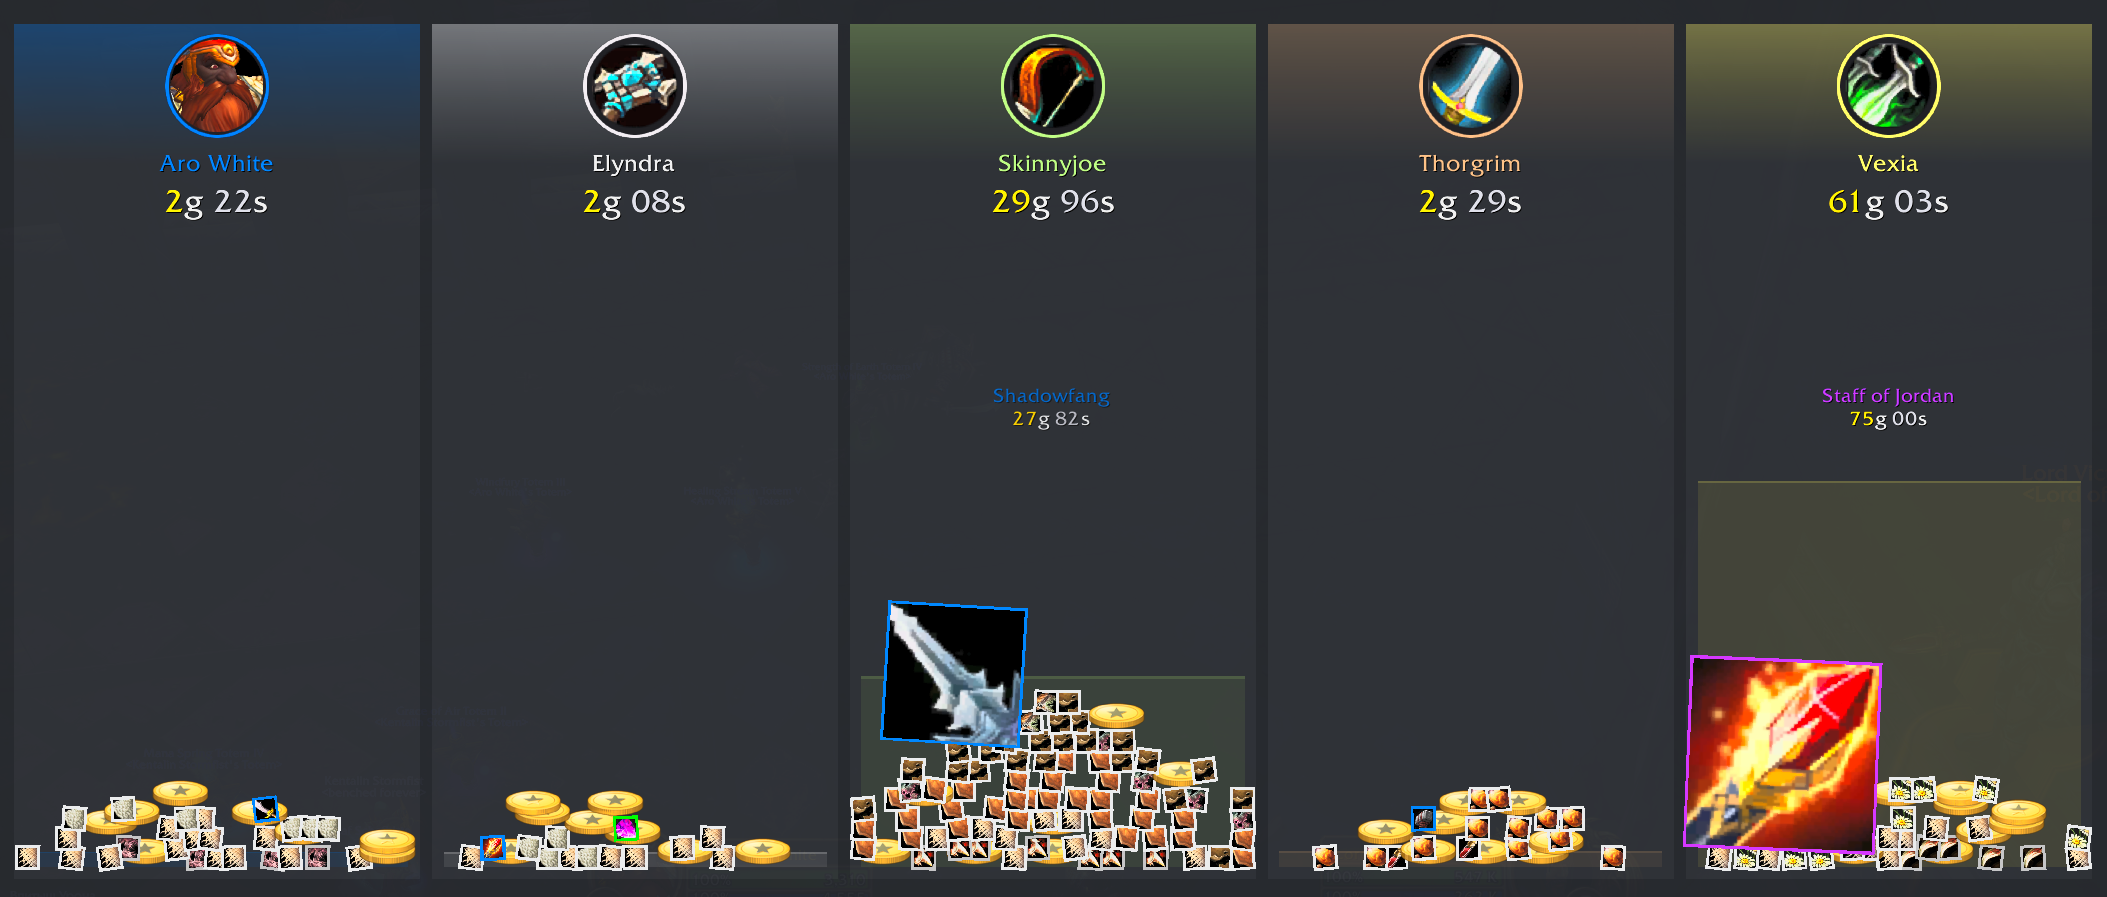 Aro White
2g 22s
Elyndra
2g 08s
Skinnyjoe
29g 96s
Shadowfang
27g 82s
Thorgrim
2g 29s
Vexia
61g 03s
Staff of Jordan
75g 00s